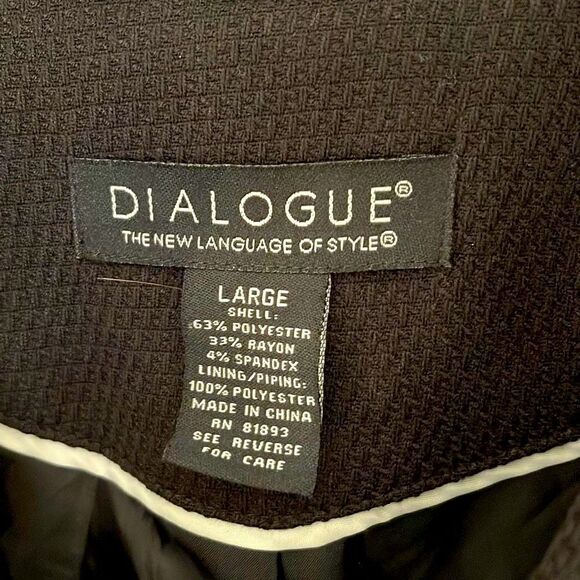 DIALOGUE®
THE NEW LANGUAGE OF STYLE®
LARGE
SHELL:
63% POLYESTER
33% RAYON
4% SPANDEX
LINING/PIPING:
100% POLYESTER
MADE IN CHINA
RN 81893
SEE REVERSE
FOR CARE